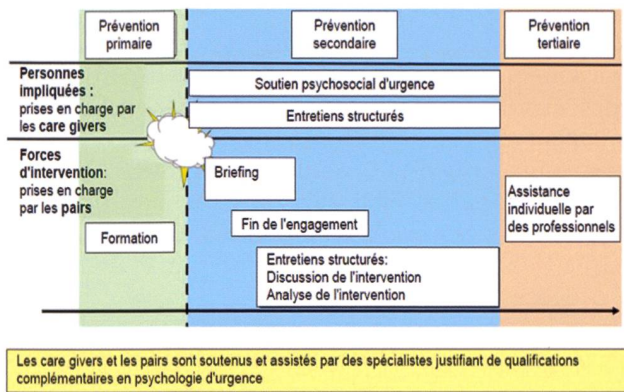 Prévention
primaire
Prévention
secondaire
Prévention
tertiaire
Personnes
impliquées :
prises en charge par
les care givers
Soutien psychosocial d'urgence
Entretiens structurés
Forces
d'intervention:
prises en charge
par les pairs
Briefing
Formation
Fin de l'engagement
Entretiens structurés:
Discussion de l'intervention
Analyse de l'intervention
Assistance
individuelle par
des professionnels
Les care givers et les pairs sont soutenus et assistés par des spécialistes justifiant de qualifications
complémentaires en psychologie d'urgence